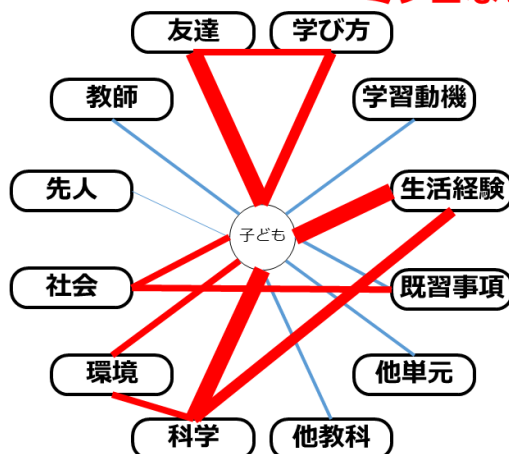 友達
学び方
教師
学習動機
先人
生活経験
子ども
社会
既習事項
環境
他単元
科学
他教科